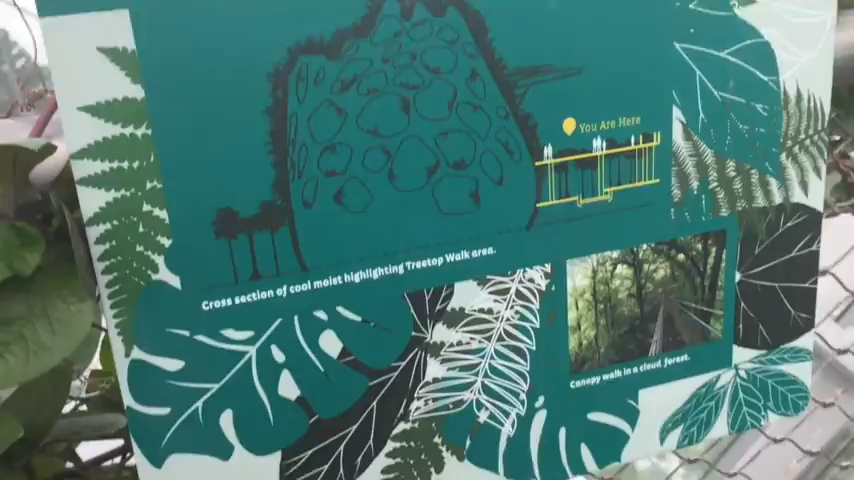 You Are Here
Cross section of cool moist highlighting Treetop Walk area.
Canopy walk in a cloud forest.